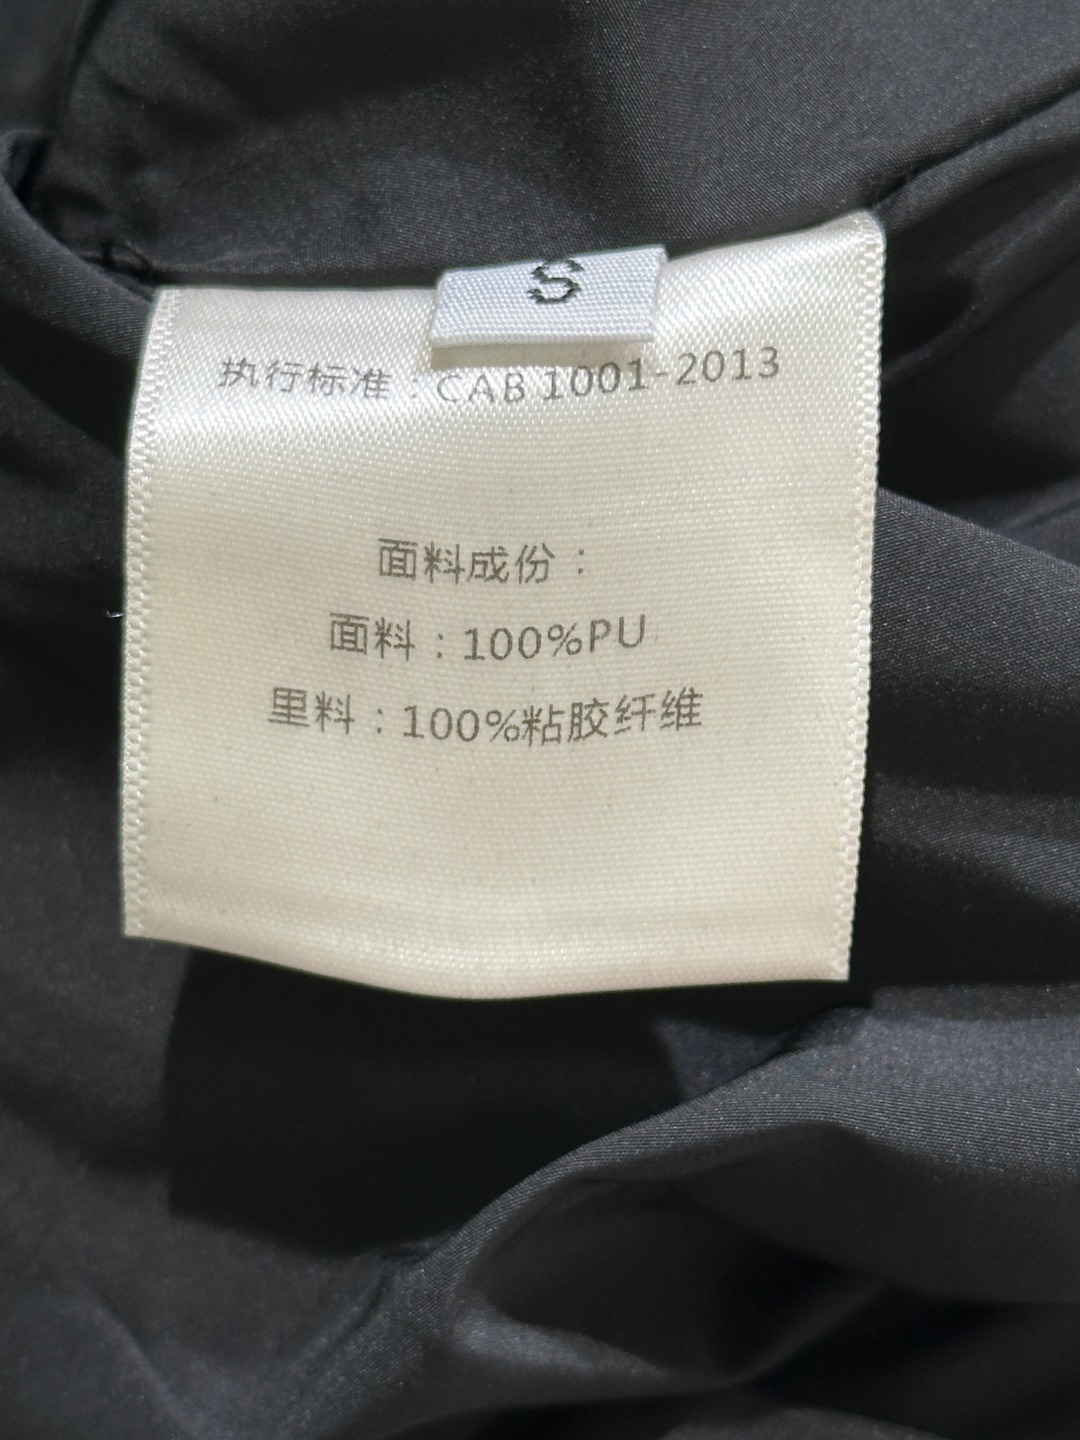 S
执行标准：CAB 1001-2013
面料成份：
面料：100%PU
里料：100%粘胶纤维